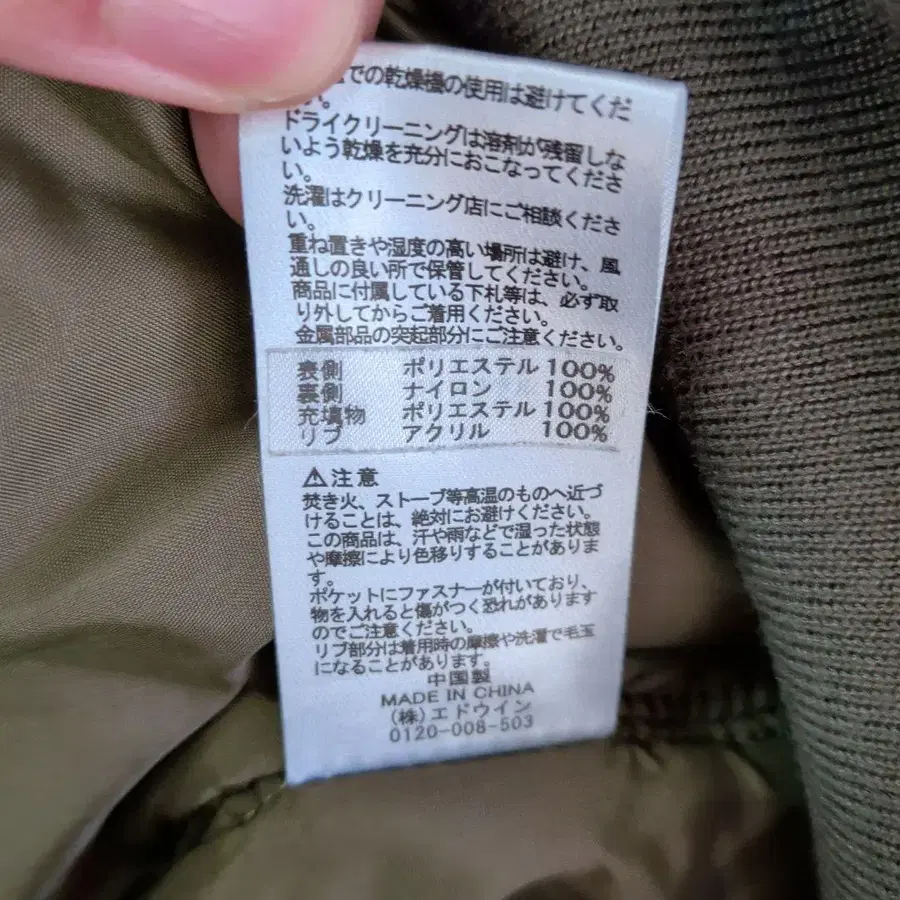 での乾燥機の使用は避けてくだ
い。
ドライクリーニングは溶剤が残留しな
いよう乾燥を充分におこなってくださ
い。
洗濯はクリーニング店にご相談くださ
い。
重ね置きや湿度の高い場所は避け、風
通しの良い所で保管してください。
商品に付属している下札等は、必ず取
り外してからご着用ください。
金属部品の突起部分にご注意ください。
表側 ポリエステル 100%
裏側 ナイロン 100%
充填物 ポリエステル 100%
リブ アクリル 100%
⚠注意
焚き火、ストーブ等高温のものへ近づ
けることは、絶対にお避けください。
この商品は、汗や雨などで湿った状態
や摩擦により色移りすることがありま
す。
ポケットにファスナーが付いており、
物を入れると傷がつく恐れがあります
のでご注意ください。
リブ部分は着用時の摩擦や洗濯で毛玉
になることがあります。
中国製
MADE IN CHINA
(株)エドウイン
0120-008-503